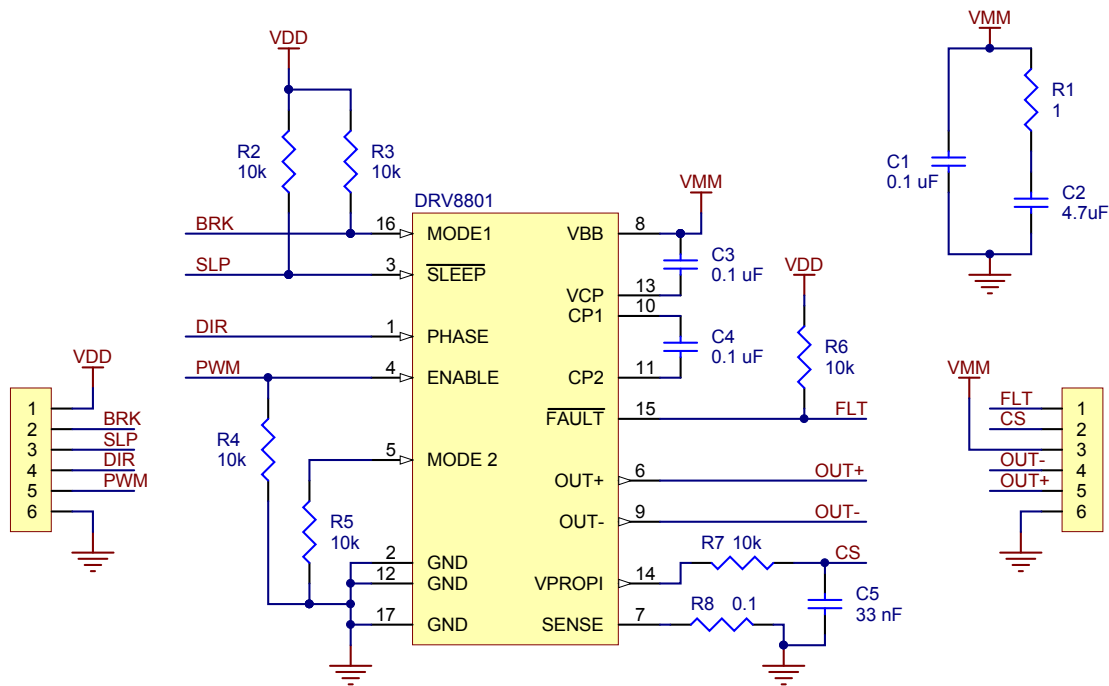 VDD
VMM
R1
1
R2
10k
R3
10k
C1
0.1 uF
C2
4.7uF
VMM
DRV8801
BRK
16
MODE1
VBB
8
C3
0.1 uF
SLP
3
SLEEP
VDD
VCP
13
CP1
10
DIR
1
PHASE
C4
0.1 uF
R6
10k
VDD
PWM
4
ENABLE
CP2
11
VMM
1
2
3
4
5
6
BRK
SLP
DIR
PWM
FAULT
15
FLT
FLT
CS
OUT-
OUT+
1
2
3
4
5
6
R4
10k
5
MODE 2
OUT+
6
OUT+
R5
10k
OUT-
9
OUT-
2
GND
12
GND
R7 10k
CS
VPROPI
14
C5
33 nF
17
GND
SENSE
7
R8 0.1